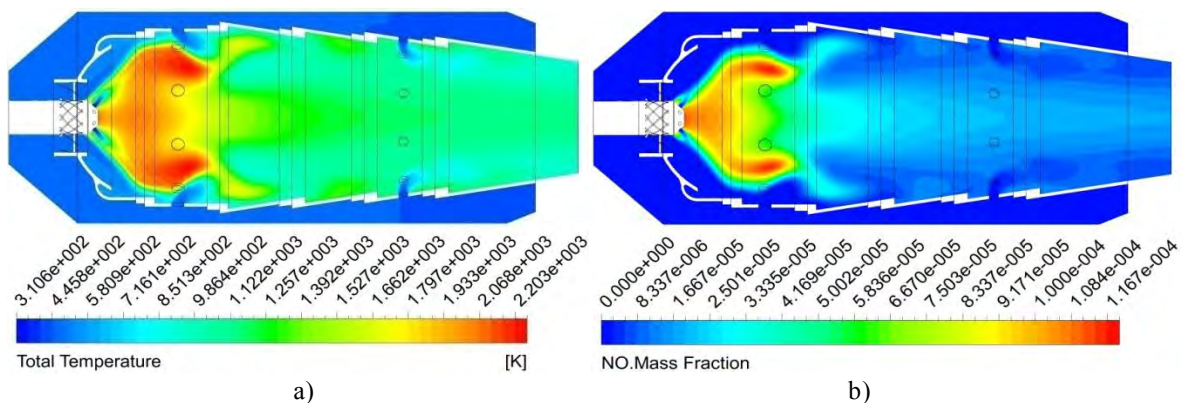 3.106e+002 4.458e+002 5.809e+002 7.161e+002 8.513e+002 9.864e+002 1.122e+003 1.257e+003 1.392e+003 1.527e+003 1.662e+003 1.797e+003 1.933e+003 2.068e+003 2.203e+003
Total Temperature [K]
a)
0.000e+000 8.337e-006 1.667e-005 2.501e-005 3.335e-005 4.169e-005 5.002e-005 5.836e-005 6.670e-005 7.503e-005 8.337e-005 9.171e-005 1.000e-004 1.084e-004 1.167e-004
NO.Mass Fraction
b)